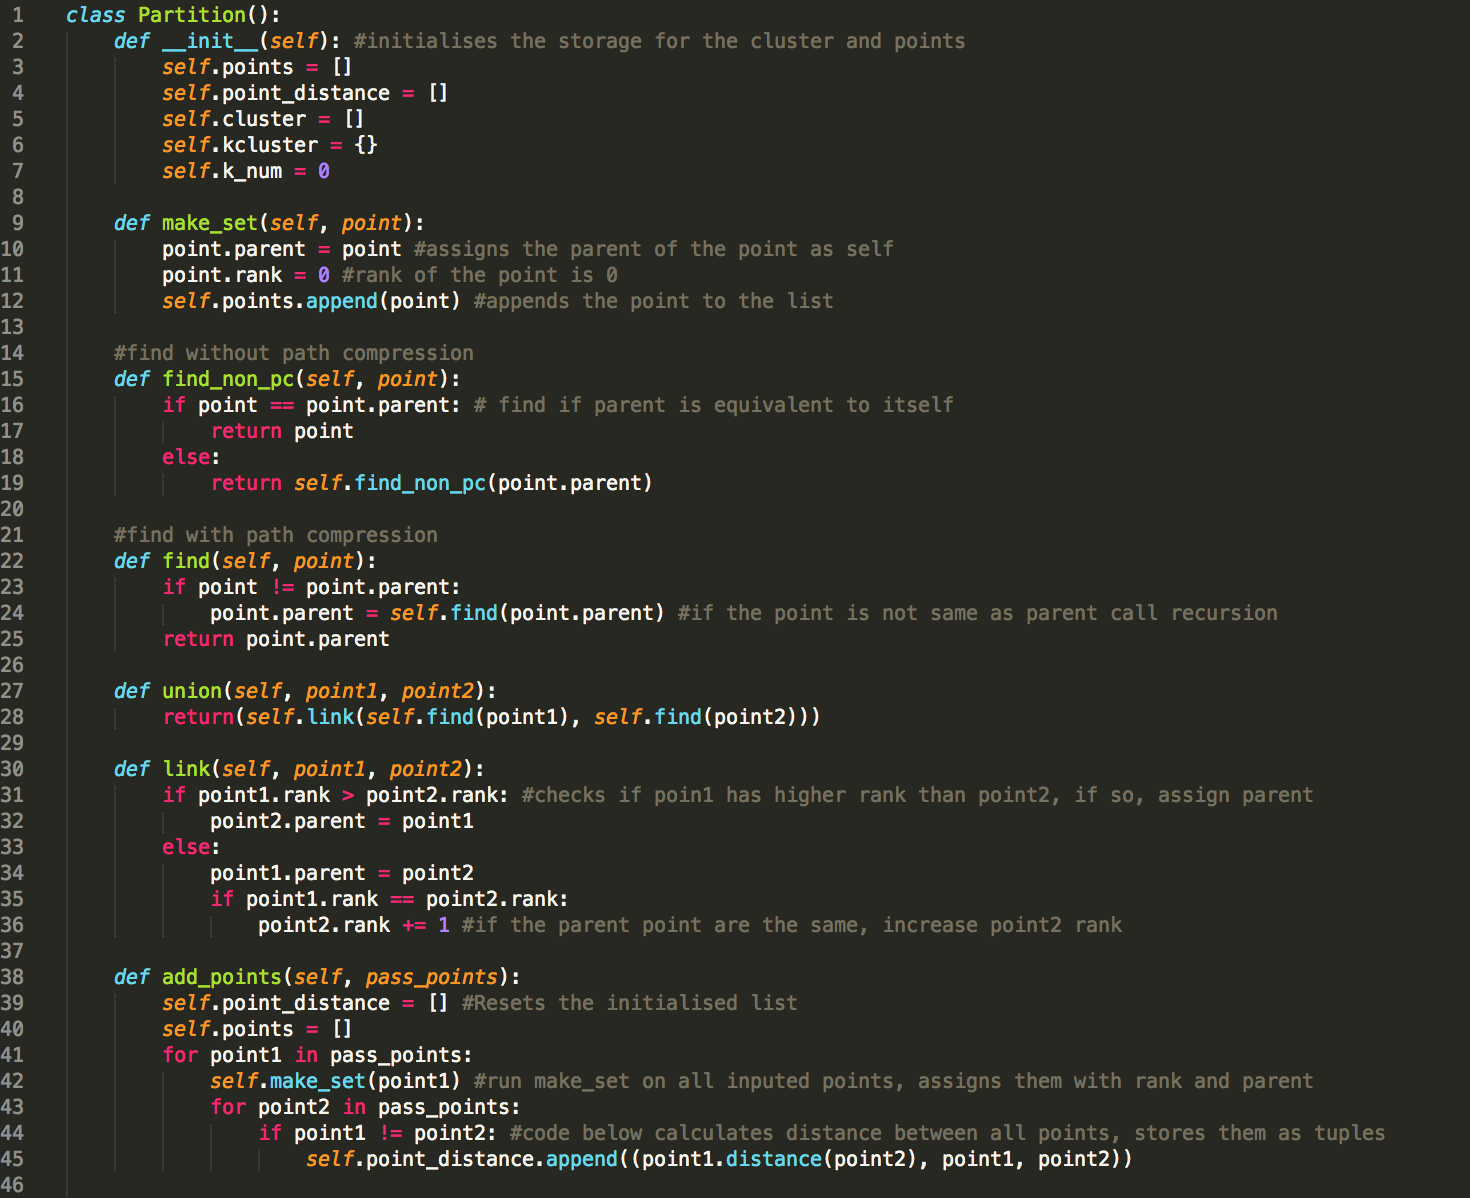 1 class Partition():
2     def __init__(self): #initialises the storage for the cluster and points
3         self.points = []
4         self.point_distance = []
5         self.cluster = []
6         self.kcluster = {}
7         self.k_num = 0
8
9     def make_set(self, point):
10         point.parent = point #assigns the parent of the point as self
11         point.rank = 0 #rank of the point is 0
12         self.points.append(point) #appends the point to the list
13
14     #find without path compression
15     def find_non_pc(self, point):
16         if point == point.parent: # find if parent is equivalent to itself
17             return point
18         else:
19             return self.find_non_pc(point.parent)
20
21     #find with path compression
22     def find(self, point):
23         if point != point.parent:
24             point.parent = self.find(point.parent) #if the point is not same as parent call recursion
25         return point.parent
26
27     def union(self, point1, point2):
28         return(self.link(self.find(point1), self.find(point2)))
29
30     def link(self, point1, point2):
31         if point1.rank > point2.rank: #checks if poin1 has higher rank than point2, if so, assign parent
32             point2.parent = point1
33         else:
34             point1.parent = point2
35             if point1.rank == point2.rank:
36                 point2.rank += 1 #if the parent point are the same, increase point2 rank
37
38     def add_points(self, pass_points):
39         self.point_distance = [] #Resets the initialised list
40         self.points = []
41         for point1 in pass_points:
42             self.make_set(point1) #run make_set on all inputed points, assigns them with rank and parent
43             for point2 in pass_points:
44                 if point1 != point2: #code below calculates distance between all points, stores them as tuples
45                     self.point_distance.append((point1.distance(point2), point1, point2))
46